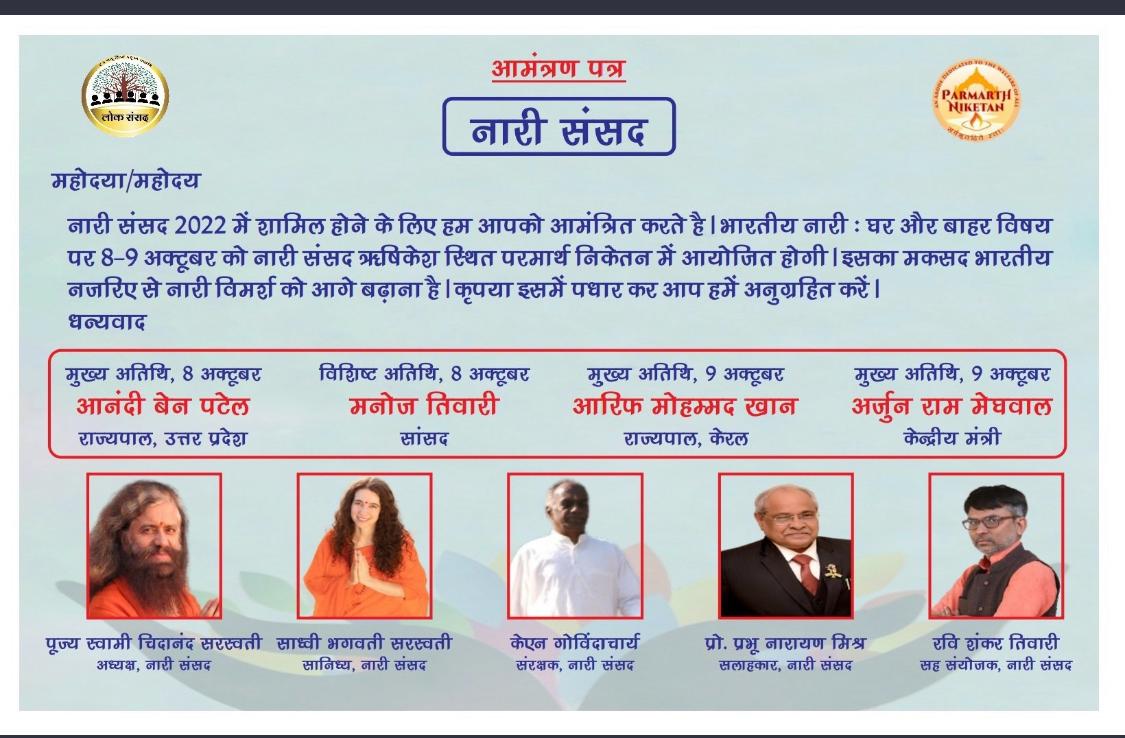 आमंत्रण पत्र
लोक संसद
PARMARTH
NIKETAN
नारी संसद
महोदया/महोदय
नारी संसद 2022 में शामिल होने के लिए हम आपको आमंत्रित करते है | भारतीय नारी : घर और बाहर विषय
पर 8-9 अक्टूबर को नारी संसद ऋषिकेश स्थित परमार्थ निकेतन में आयोजित होगी | इसका मकसद भारतीय
नजरिए से नारी विमर्श को आगे बढ़ाना है | कृपया इसमें पधार कर आप हमें अनुग्रहित करें |
धन्यवाद
मुख्य अतिथि, 8 अक्टूबर विशिष्ट अतिथि, 8 अक्टूबर मुख्य अतिथि, 9 अक्टूबर मुख्य अतिथि, 9 अक्टूबर
आनंदी बेन पटेल मनोज तिवारी आरिफ मोहम्मद खान अर्जुन राम मेघवाल
राज्यपाल, उत्तर प्रदेश सांसद राज्यपाल, केरल केन्द्रीय मंत्री
पूज्य स्वामी चिदानंद सरस्वती साध्वी भगवती सरस्वती केएन गोविंदाचार्य प्रो. प्रभू नारायण मिश्र रवि शंकर तिवारी
अध्यक्ष, नारी संसद सानिध्य, नारी संसद संरक्षक, नारी संसद सलाहकार, नारी संसद सह संयोजक, नारी संसद